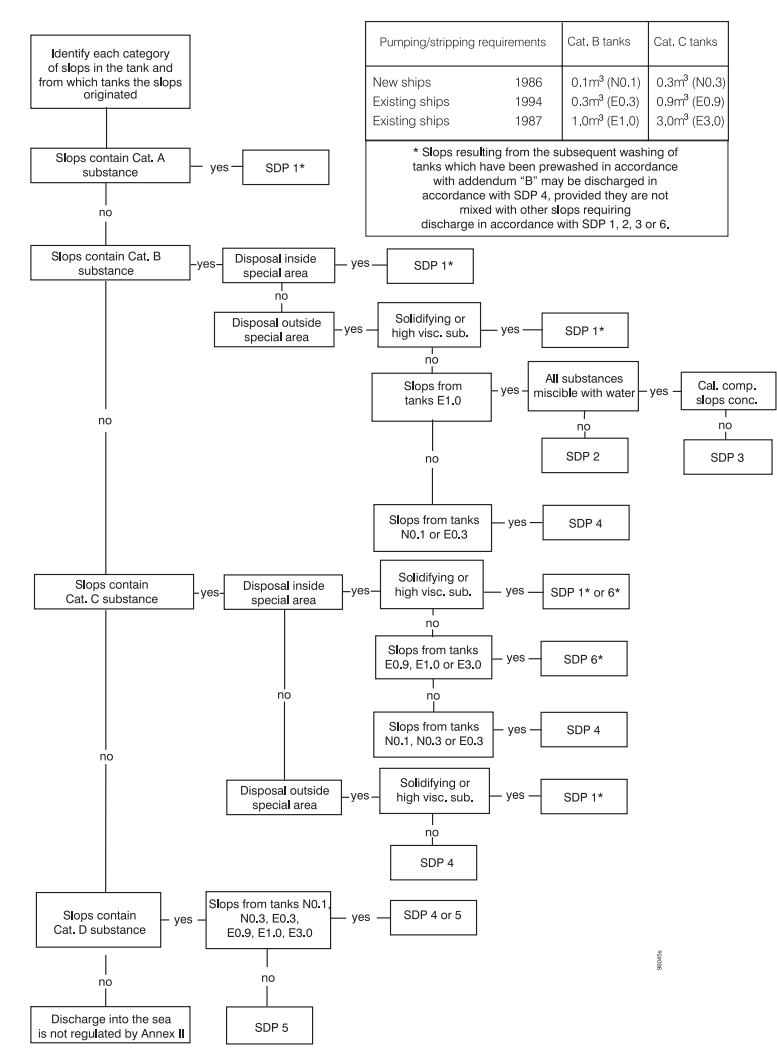 Identify each category
of slops in the tank and
from which tanks the slops
originated
Pumping/stripping requirements Cat. B tanks Cat. C tanks
New ships 1986 0.1m³ (N0.1) 0.3m³ (N0.3)
Existing ships 1994 0.3m³ (E0.3) 0.9m³ (E0.9)
Existing ships 1987 1.0m³ (E1.0) 3.0m³ (E3.0)
* Slops resulting from the subsequent washing of
tanks which have been prewashed in accordance
with addendum “B” may be discharged in
accordance with SDP 4, provided they are not
mixed with other slops requiring
discharge in accordance with SDP 1, 2, 3 or 6.
Slops contain Cat. A
substance
yes
SDP 1*
no
Slops contain Cat. B
substance
yes
Disposal inside
special area
yes
SDP 1*
no
Disposal outside
special area
yes
Solidifying or
high visc. sub.
yes
SDP 1*
no
Slops from
tanks E1.0
yes
All substances
miscible with water
yes
Cal. comp.
slops conc.
no
no
SDP 2
SDP 3
no
no
Slops from tanks
N0.1 or E0.3
yes
SDP 4
Slops contain
Cat. C substance
yes
Disposal inside
special area
yes
Solidifying or
high visc. sub.
yes
SDP 1* or 6*
no
Slops from tanks
E0.9, E1.0 or E3.0
yes
SDP 6*
no
no
Slops from tanks
N0.1, N0.3 or E0.3
yes
SDP 4
no
Disposal outside
special area
yes
Solidifying or
high visc. sub.
yes
SDP 1*
no
SDP 4
Slops contain
Cat. D substance
yes
Slops from tanks N0.1,
N0.3, E0.3,
E0.9, E1.0, E3.0
yes
SDP 4 or 5
no
no
Discharge into the sea
is not regulated by Annex II
SDP 5
96045s